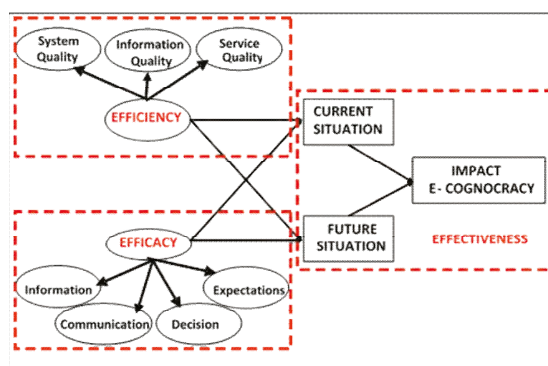 System
Quality
Information
Quality
Service
Quality
EFFICIENCY
CURRENT
SITUATION
IMPACT
E- COGNOCRACY
FUTURE
SITUATION
EFFECTIVENESS
EFFICACY
Information
Expectations
Communication
Decision